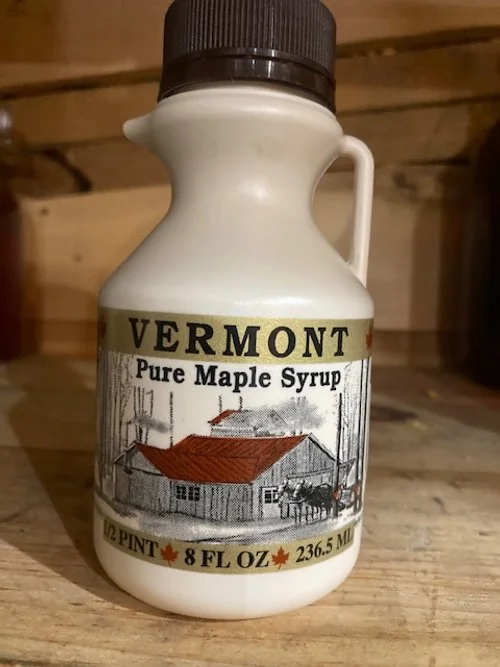 VERMONT
Pure Maple Syrup
1/2 PINT 8 FL OZ 236.5 ML